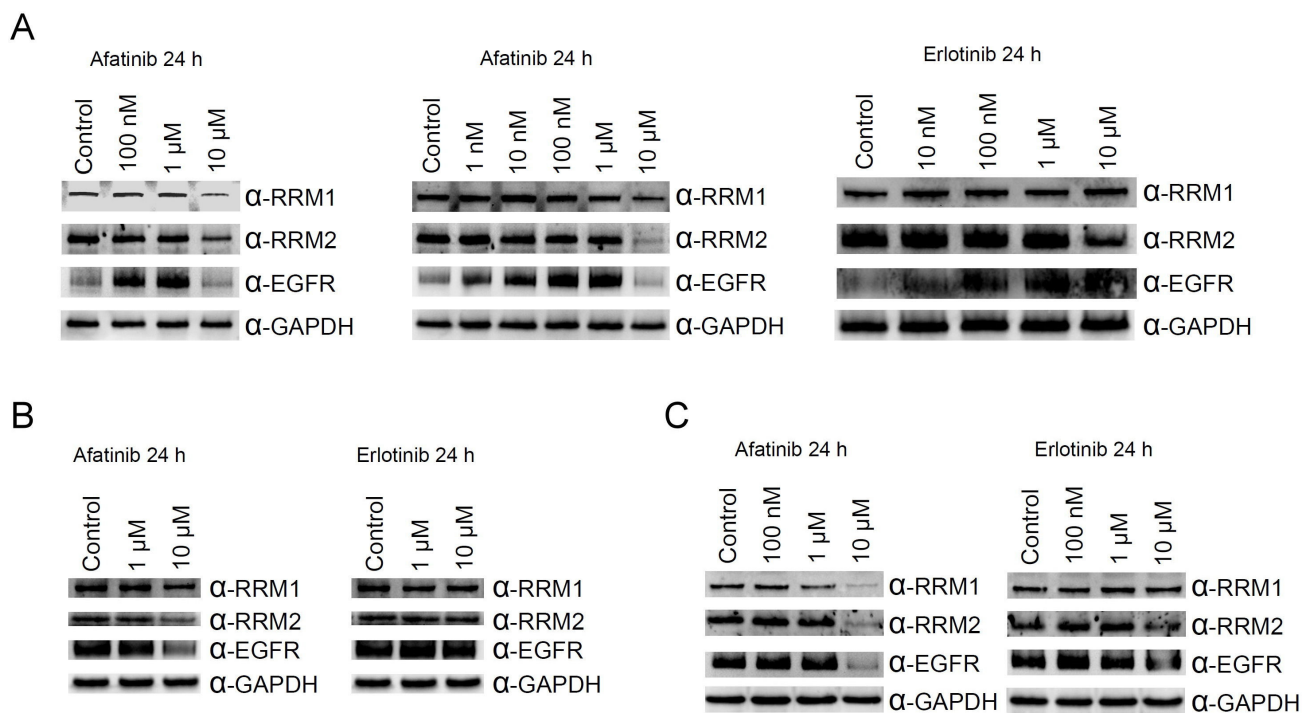 A
Afatinib 24 h
Control 100 nM 1 µM 10 µM
α-RRM1
α-RRM2
α-EGFR
α-GAPDH
Afatinib 24 h
Control 1 nM 10 nM 100 nM 1 µM 10 µM
α-RRM1
α-RRM2
α-EGFR
α-GAPDH
Erlotinib 24 h
Control 10 nM 100 nM 1 µM 10 µM
α-RRM1
α-RRM2
α-EGFR
α-GAPDH
B
Afatinib 24 h
Control 1 µM 10 µM
α-RRM1
α-RRM2
α-EGFR
α-GAPDH
Erlotinib 24 h
Control 1 µM 10 µM
α-RRM1
α-RRM2
α-EGFR
α-GAPDH
C
Afatinib 24 h
Control 100 nM 1 µM 10 µM
α-RRM1
α-RRM2
α-EGFR
α-GAPDH
Erlotinib 24 h
Control 100 nM 1 µM 10 µM
α-RRM1
α-RRM2
α-EGFR
α-GAPDH